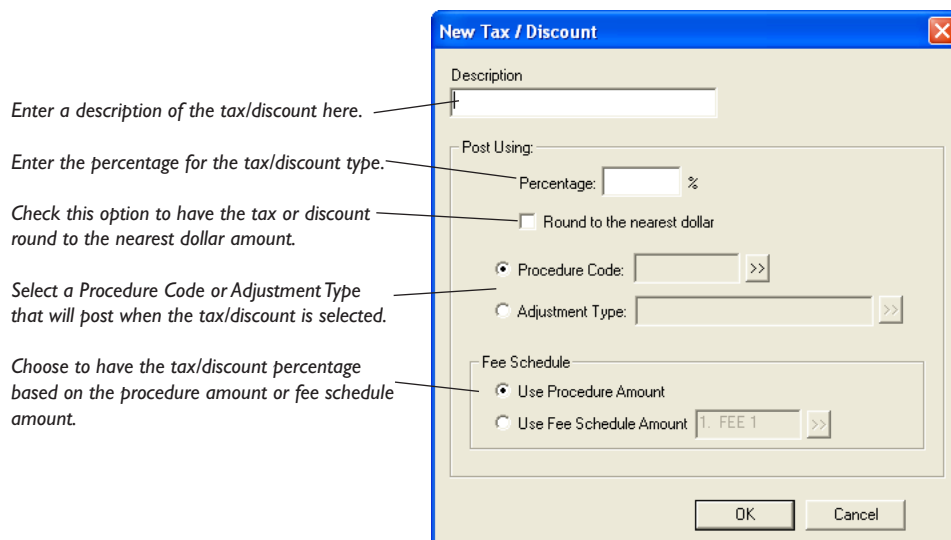 New Tax / Discount
Description
Enter a description of the tax/discount here.
Post Using:
Enter the percentage for the tax/discount type.
Percentage: %
Check this option to have the tax or discount
round to the nearest dollar amount.
Round to the nearest dollar
Procedure Code: >>
Select a Procedure Code or Adjustment Type
that will post when the tax/discount is selected.
Adjustment Type: >>
Choose to have the tax/discount percentage
based on the procedure amount or fee schedule
amount.
Fee Schedule
Use Procedure Amount
Use Fee Schedule Amount 1. FEE 1 >>
OK Cancel